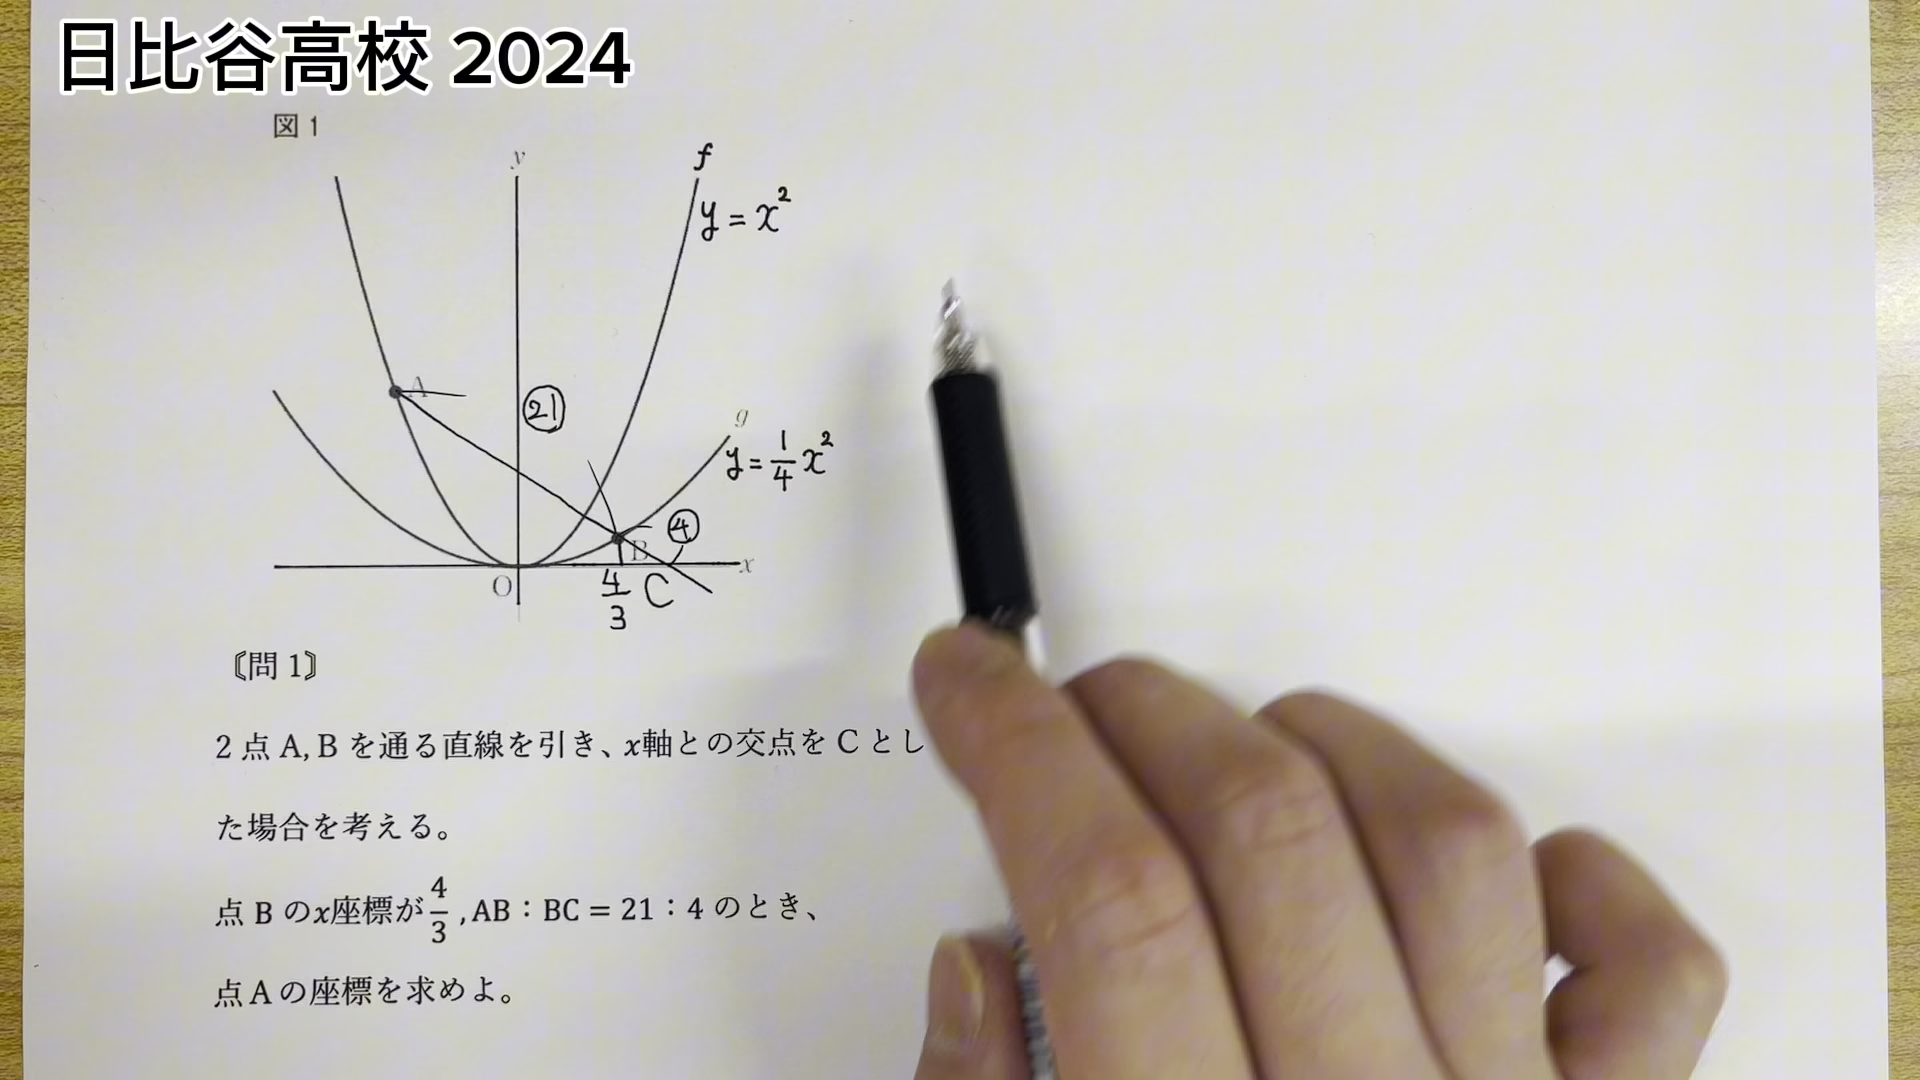 日比谷高校 2024
図 1
y
f
y = x²
A
㉑
g
y = 1/4 x²
④
B
x
O
4/3
C
〘問 1〙
2 点 A, B を通る直線を引き、x軸との交点を C とし
た場合を考える。
点 B のx座標が 4/3 , AB：BC = 21：4 のとき、
点 A の座標を求めよ。